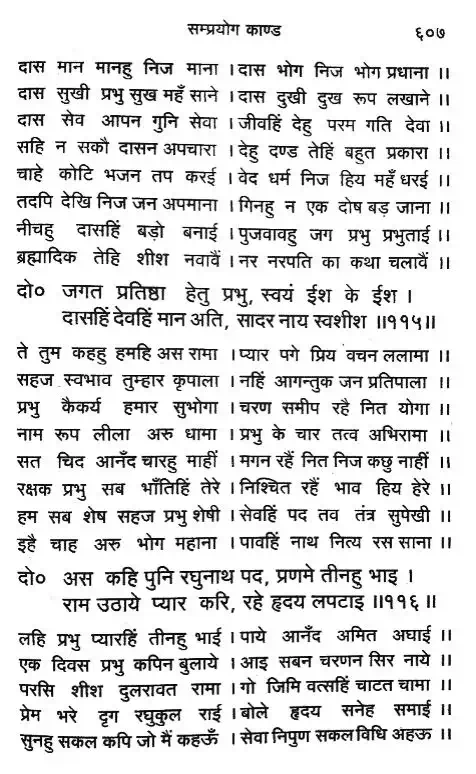 सम्प्रयोग काण्ड ६०७
दास मान मानहु निज माना । दास भोग निज भोग प्रधाना ।।
दास सुखी प्रभु सुख महँ साने । दास दुखी दुख रूप लखाने ।।
दास सेव आपन गुनि सेवा । जीवहिं देहु परम गति देवा ।।
सहि न सकौ दासन अपचारा । देहु दण्ड तेहिं बहुत प्रकारा ।।
चाहे कोटि भजन तप करई । वेद धर्म निज हिय महँ धरई ।।
तदपि देखि निज जन अपमाना । गिनहु न एक दोष बड़ जाना ।।
नीचहु दासहिं बड़ो बनाई । पुजवावहु जग प्रभु प्रभुताई ।।
ब्रह्मादिक तेहि शीश नवावैं । नर नरपति का कथा चलावैं ।।
दो० जगत प्रतिष्ठा हेतु प्रभु, स्वयं ईश के ईश ।
दासहिं देवहिं मान अति, सादर नाय स्वशीश ।।११५।।
ते तुम कहहु हमहि अस रामा । प्यार पगे प्रिय वचन ललामा ।।
सहज स्वभाव तुम्हार कृपाला । नहिं आगन्तुक जन प्रतिपाला ।।
प्रभु कैकर्य हमार सुभोगा । चरण समीप रहै नित योगा ।।
नाम रूप लीला अरु धामा । प्रभु के चार तत्व अभिरामा ।।
सत चिद आनँद चारहु माहीं । मगन रहैं नित निज कछु नाहीं ।।
रक्षक प्रभु सब भाँतिहिं तेरे । निश्चित रहैं भाव हिय हेरे ।।
हम सब शेष सहज प्रभु शेषी । सेवहिं पद तव तंत्र सुपेखी ।।
इहै चाह अरु भोग महाना । पावहिं नाथ नित्य रस साना ।।
दो० अस कहि पुनि रघुनाथ पद, प्रणमे तीनहु भाइ ।
राम उठाये प्यार करि, रहे हृदय लपटाइ ।।११६।।
लहि प्रभु प्यारहिं तीनहु भाई । पाये आनँद अमित अघाई ।।
एक दिवस प्रभु कपिन बुलाये । आइ सबन चरणन सिर नाये ।।
परसि शीश दुलरावत रामा । गो जिमि वत्सहिं चाटत चामा ।।
प्रेम भरे दृग रघुकुल राई । बोले हृदय सनेह समाई ।।
सुनहु सकल कपि जो मैं कहऊँ । सेवा निपुण सकल विधि अहऊ ।।